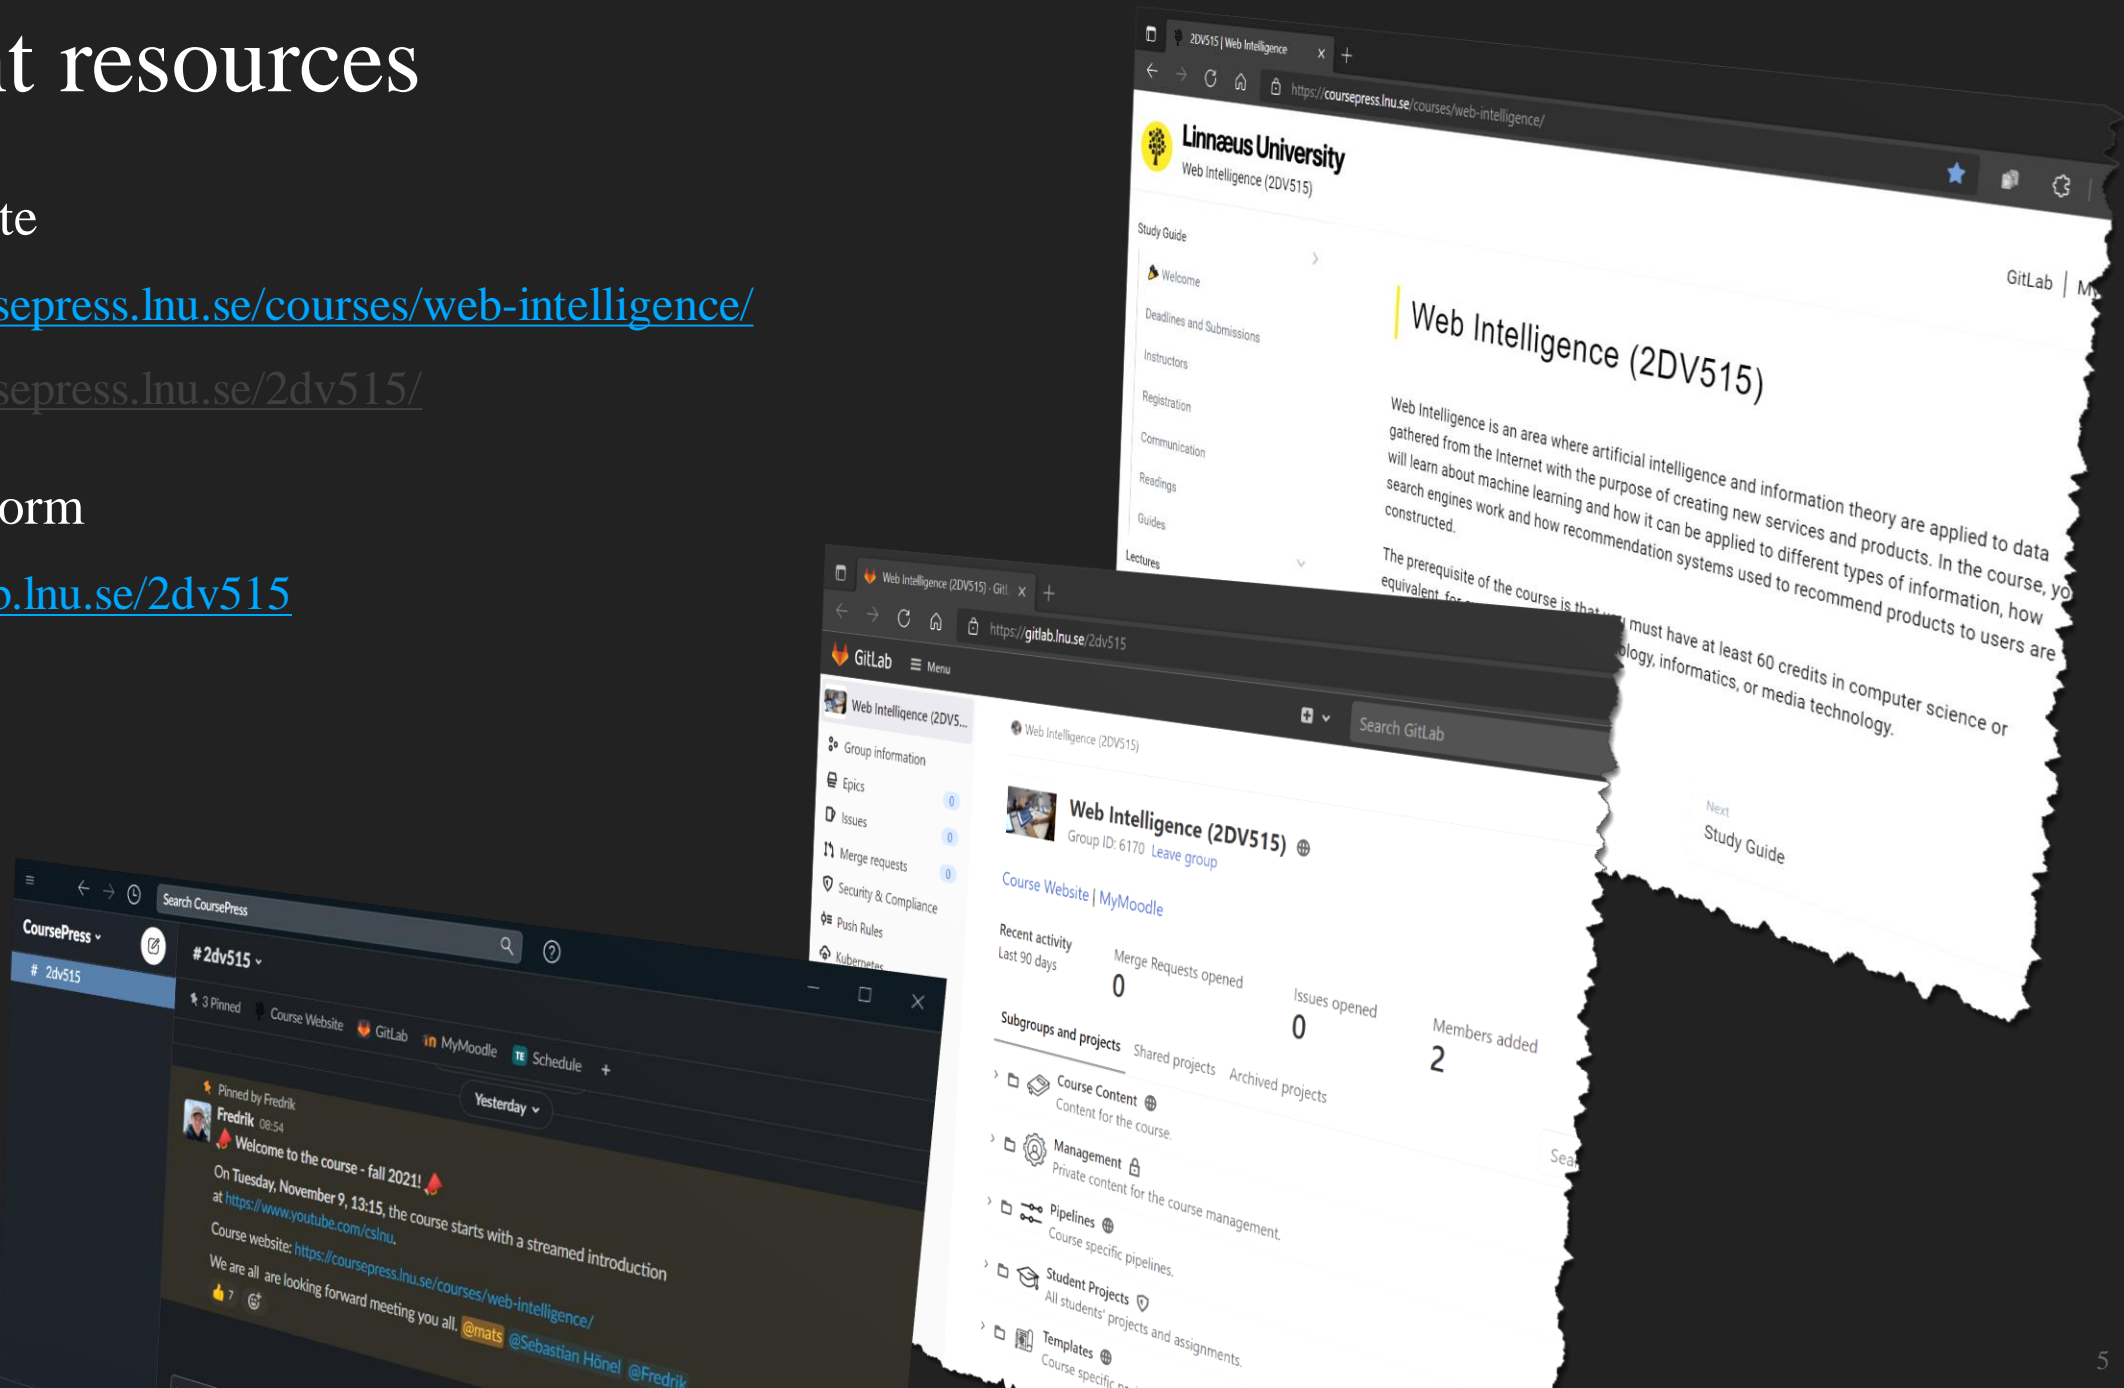 t resources
te
sepress.lnu.se/courses/web-intelligence/
sepress.lnu.se/2dv515/
orm
.lnu.se/2dv515
2DV515 | Web Intelligence
https://coursepress.lnu.se/courses/web-intelligence/
Linnæus University
Web Intelligence (2DV515)
Study Guide
Welcome
Deadlines and Submissions
Instructors
Registration
Communication
Readings
Guides
Lectures
GitLab | My
Web Intelligence (2DV515)
Web Intelligence is an area where artificial intelligence and information theory are applied to data
gathered from the Internet with the purpose of creating new services and products. In the course, yo
will learn about machine learning and how it can be applied to different types of information, how
search engines work and how recommendation systems used to recommend products to users are
constructed.
The prerequisite of the course is that must have at least 60 credits in computer science or
equivalent, for informatics, or media technology.
Next
Study Guide
Web Intelligence (2DV515) · GitL
https://gitlab.lnu.se/2dv515
GitLab
Menu
Search GitLab
Web Intelligence (2DV5...
Group information
Epics 0
Issues 0
Merge requests 0
Security & Compliance
Push Rules
Kubernetes
Web Intelligence (2DV515)
Web Intelligence (2DV515)
Group ID: 6170 Leave group
Course Website | MyMoodle
Recent activity
Last 90 days
Merge Requests opened
0
Issues opened
0
Members added
2
Subgroups and projects Shared projects Archived projects
Sea
Course Content
Content for the course.
Management
Private content for the course management.
Pipelines
Course specific pipelines.
Student Projects
All students' projects and assignments.
Templates
Course specific
Search CoursePress
CoursePress
# 2dv515
#2dv515
3 Pinned Course Website GitLab MyMoodle TE Schedule +
Yesterday
Pinned by Fredrik
Fredrik 08:54
Welcome to the course - fall 2021!
On Tuesday, November 9, 13:15, the course starts with a streamed introduction
at https://www.youtube.com/cslnu.
Course website: https://coursepress.lnu.se/courses/web-intelligence/
We are all are looking forward meeting you all. @mats @Sebastian Hönel @Fredrik
7
5